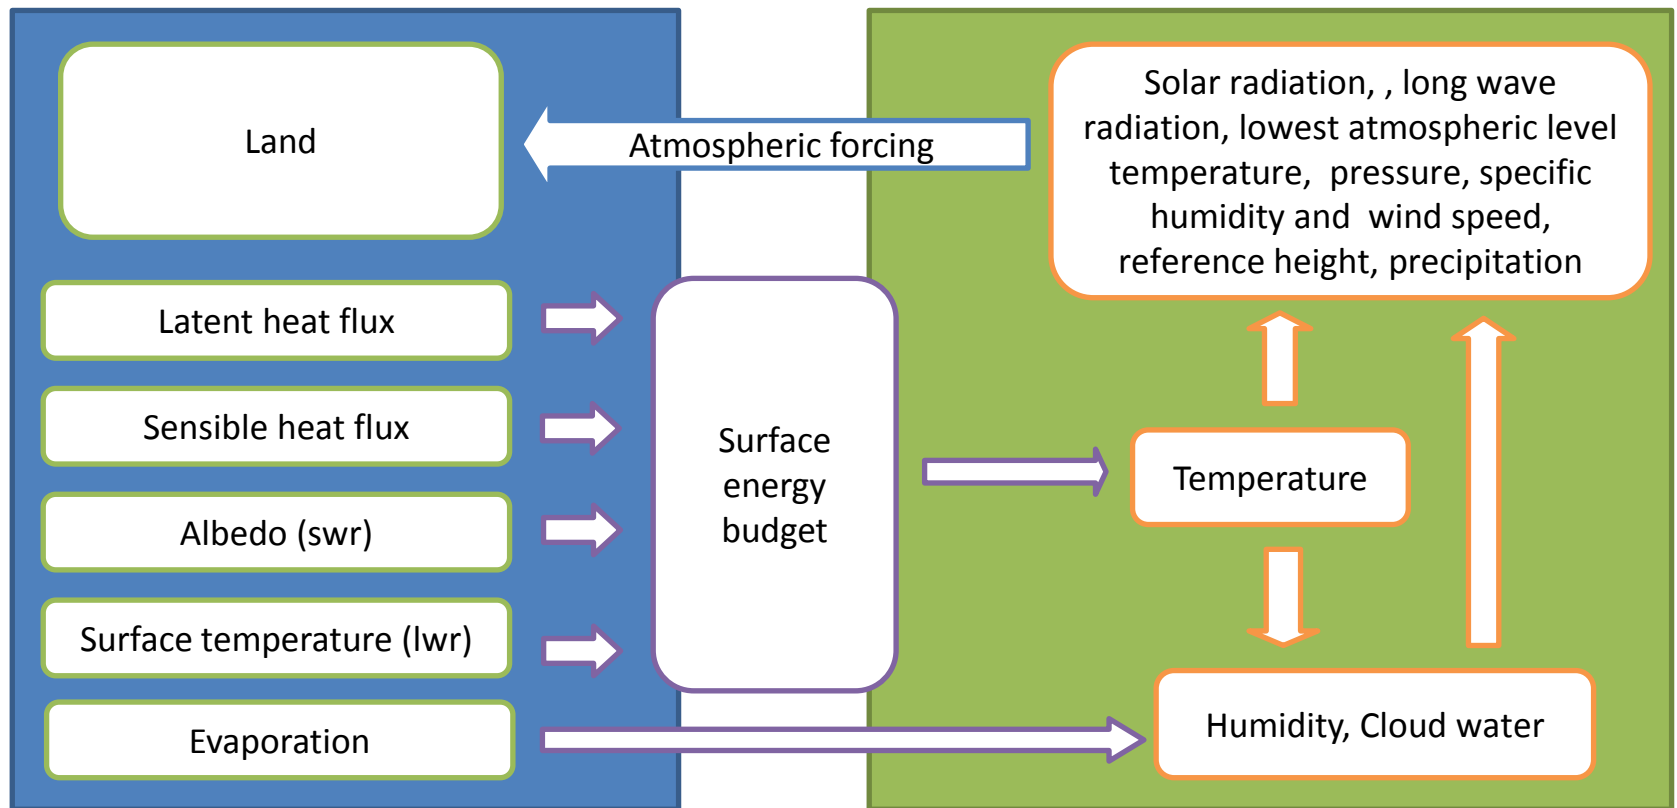 Land
Atmospheric forcing
Solar radiation, , long wave
radiation, lowest atmospheric level
temperature,  pressure, specific
humidity and  wind speed,
reference height, precipitation
Latent heat flux
Sensible heat flux
Albedo (swr)
Surface temperature (lwr)
Evaporation
Surface
energy
budget
Temperature
Humidity, Cloud water